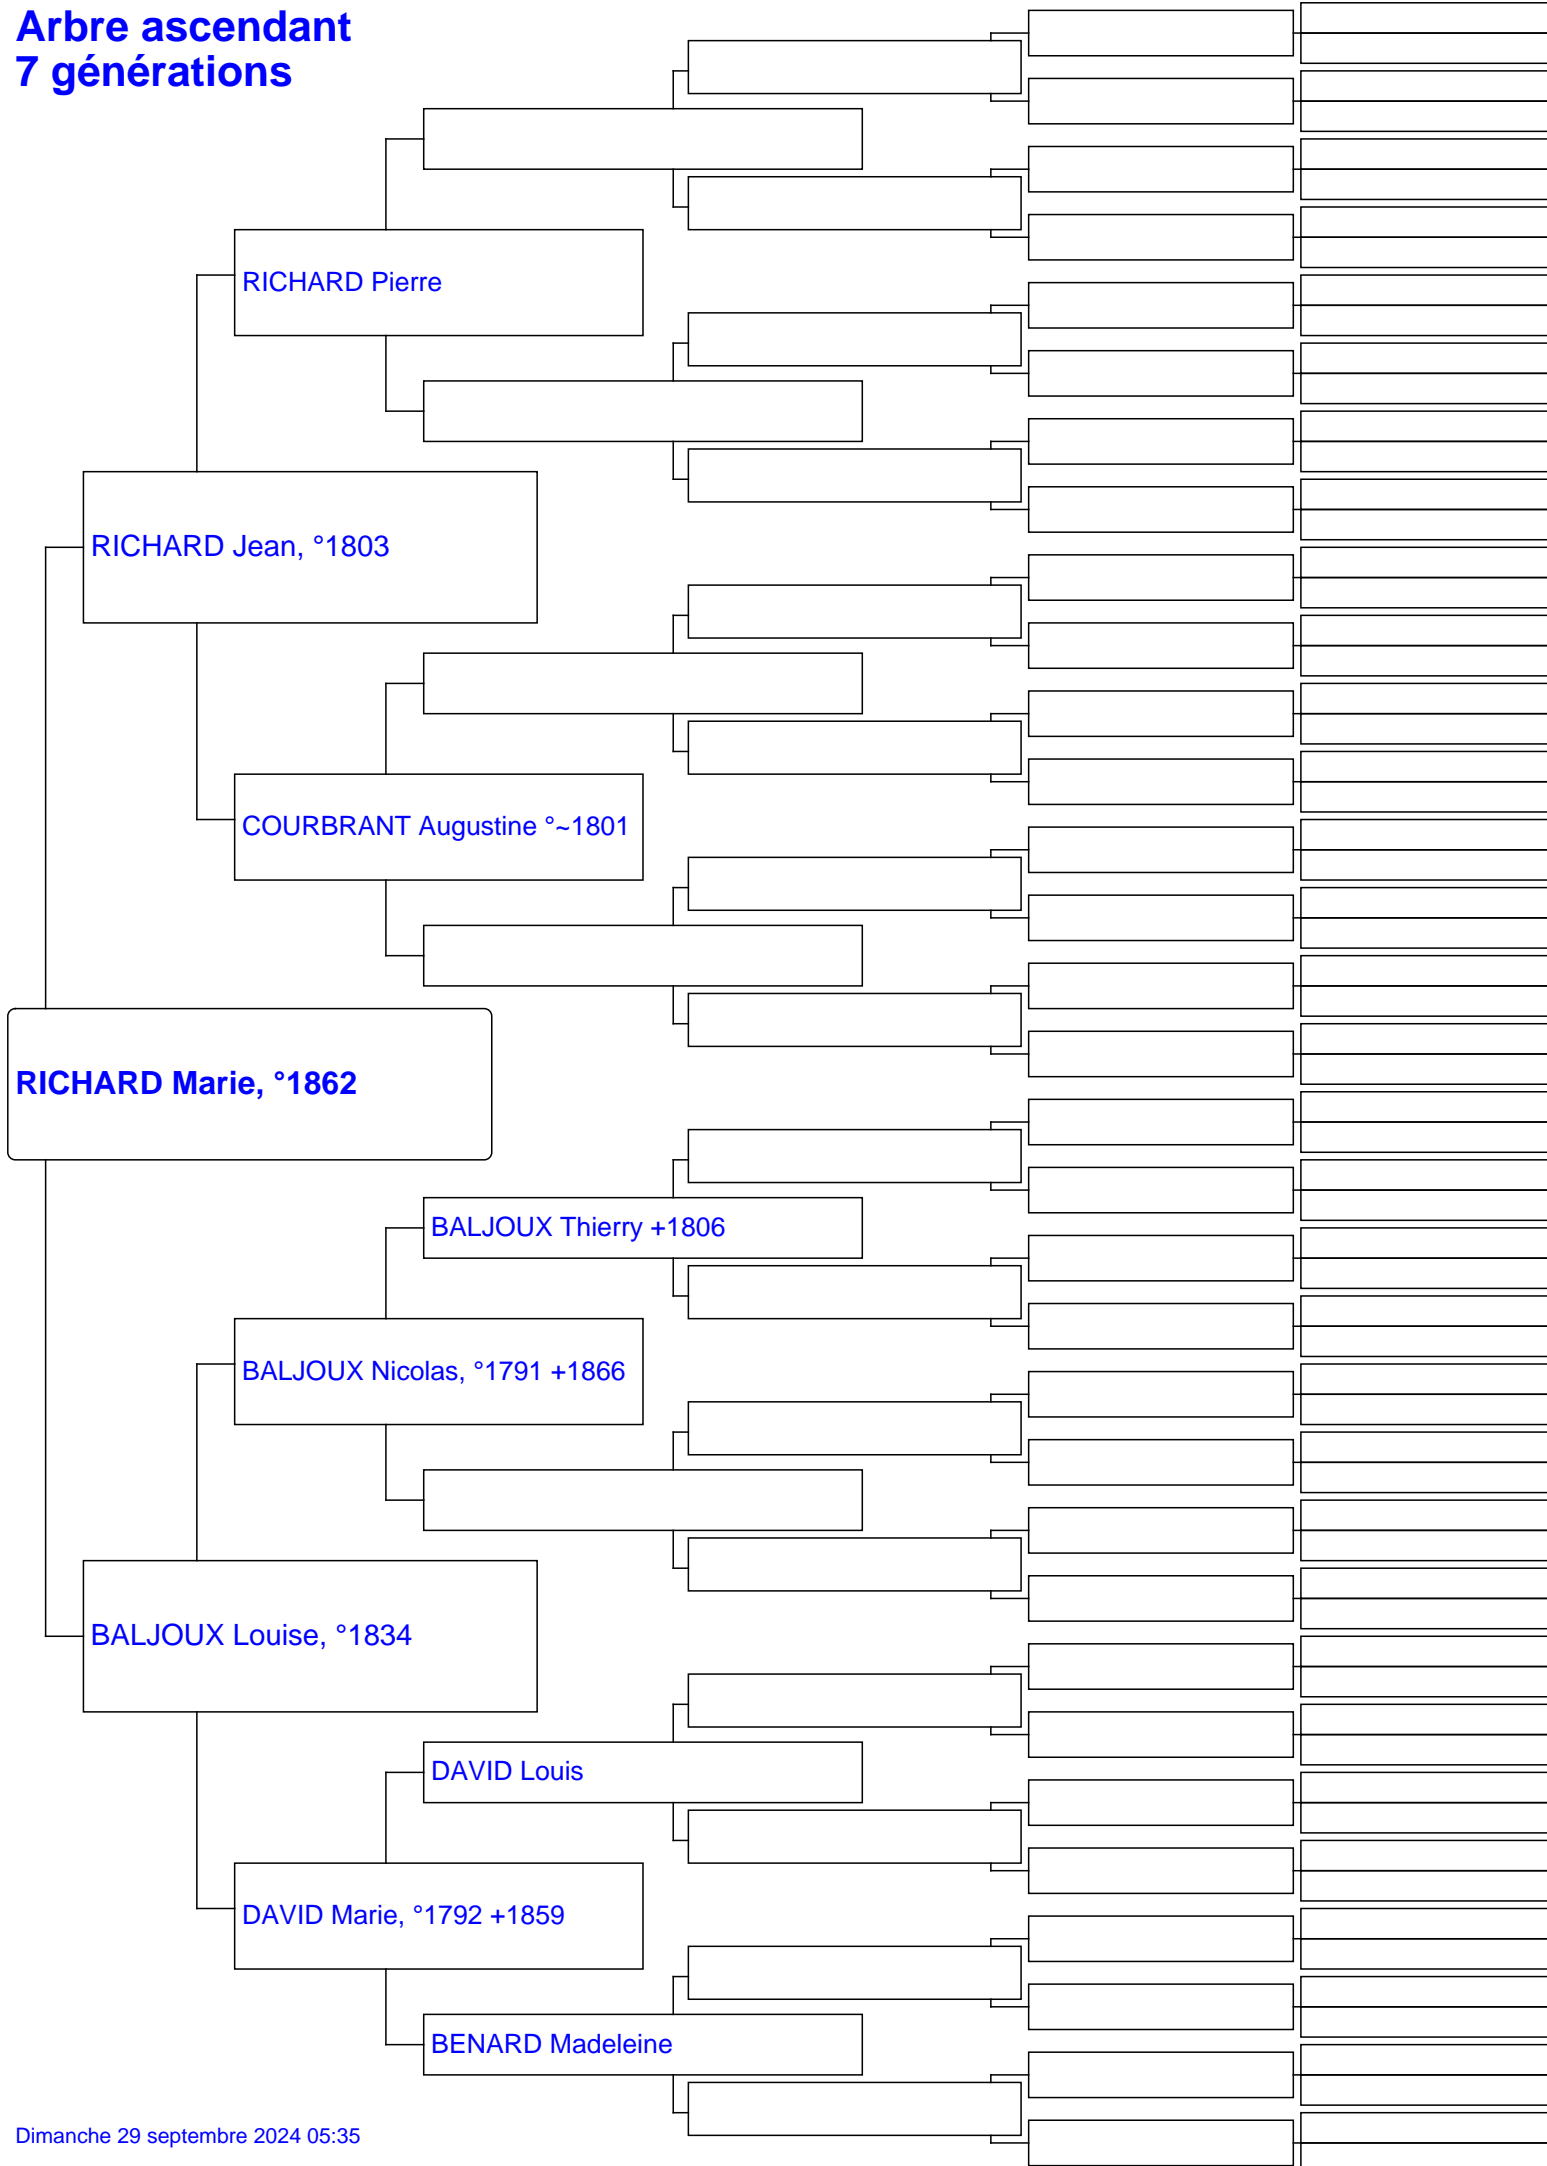 Arbre ascendant
7 générations
RICHARD Pierre
RICHARD Jean, °1803
COURBRANT Augustine °~1801
RICHARD Marie, °1862
BALJOUX Thierry +1806
BALJOUX Nicolas, °1791 +1866
BALJOUX Louise, °1834
DAVID Louis
DAVID Marie, °1792 +1859
BENARD Madeleine
Dimanche 29 septembre 2024 05:35